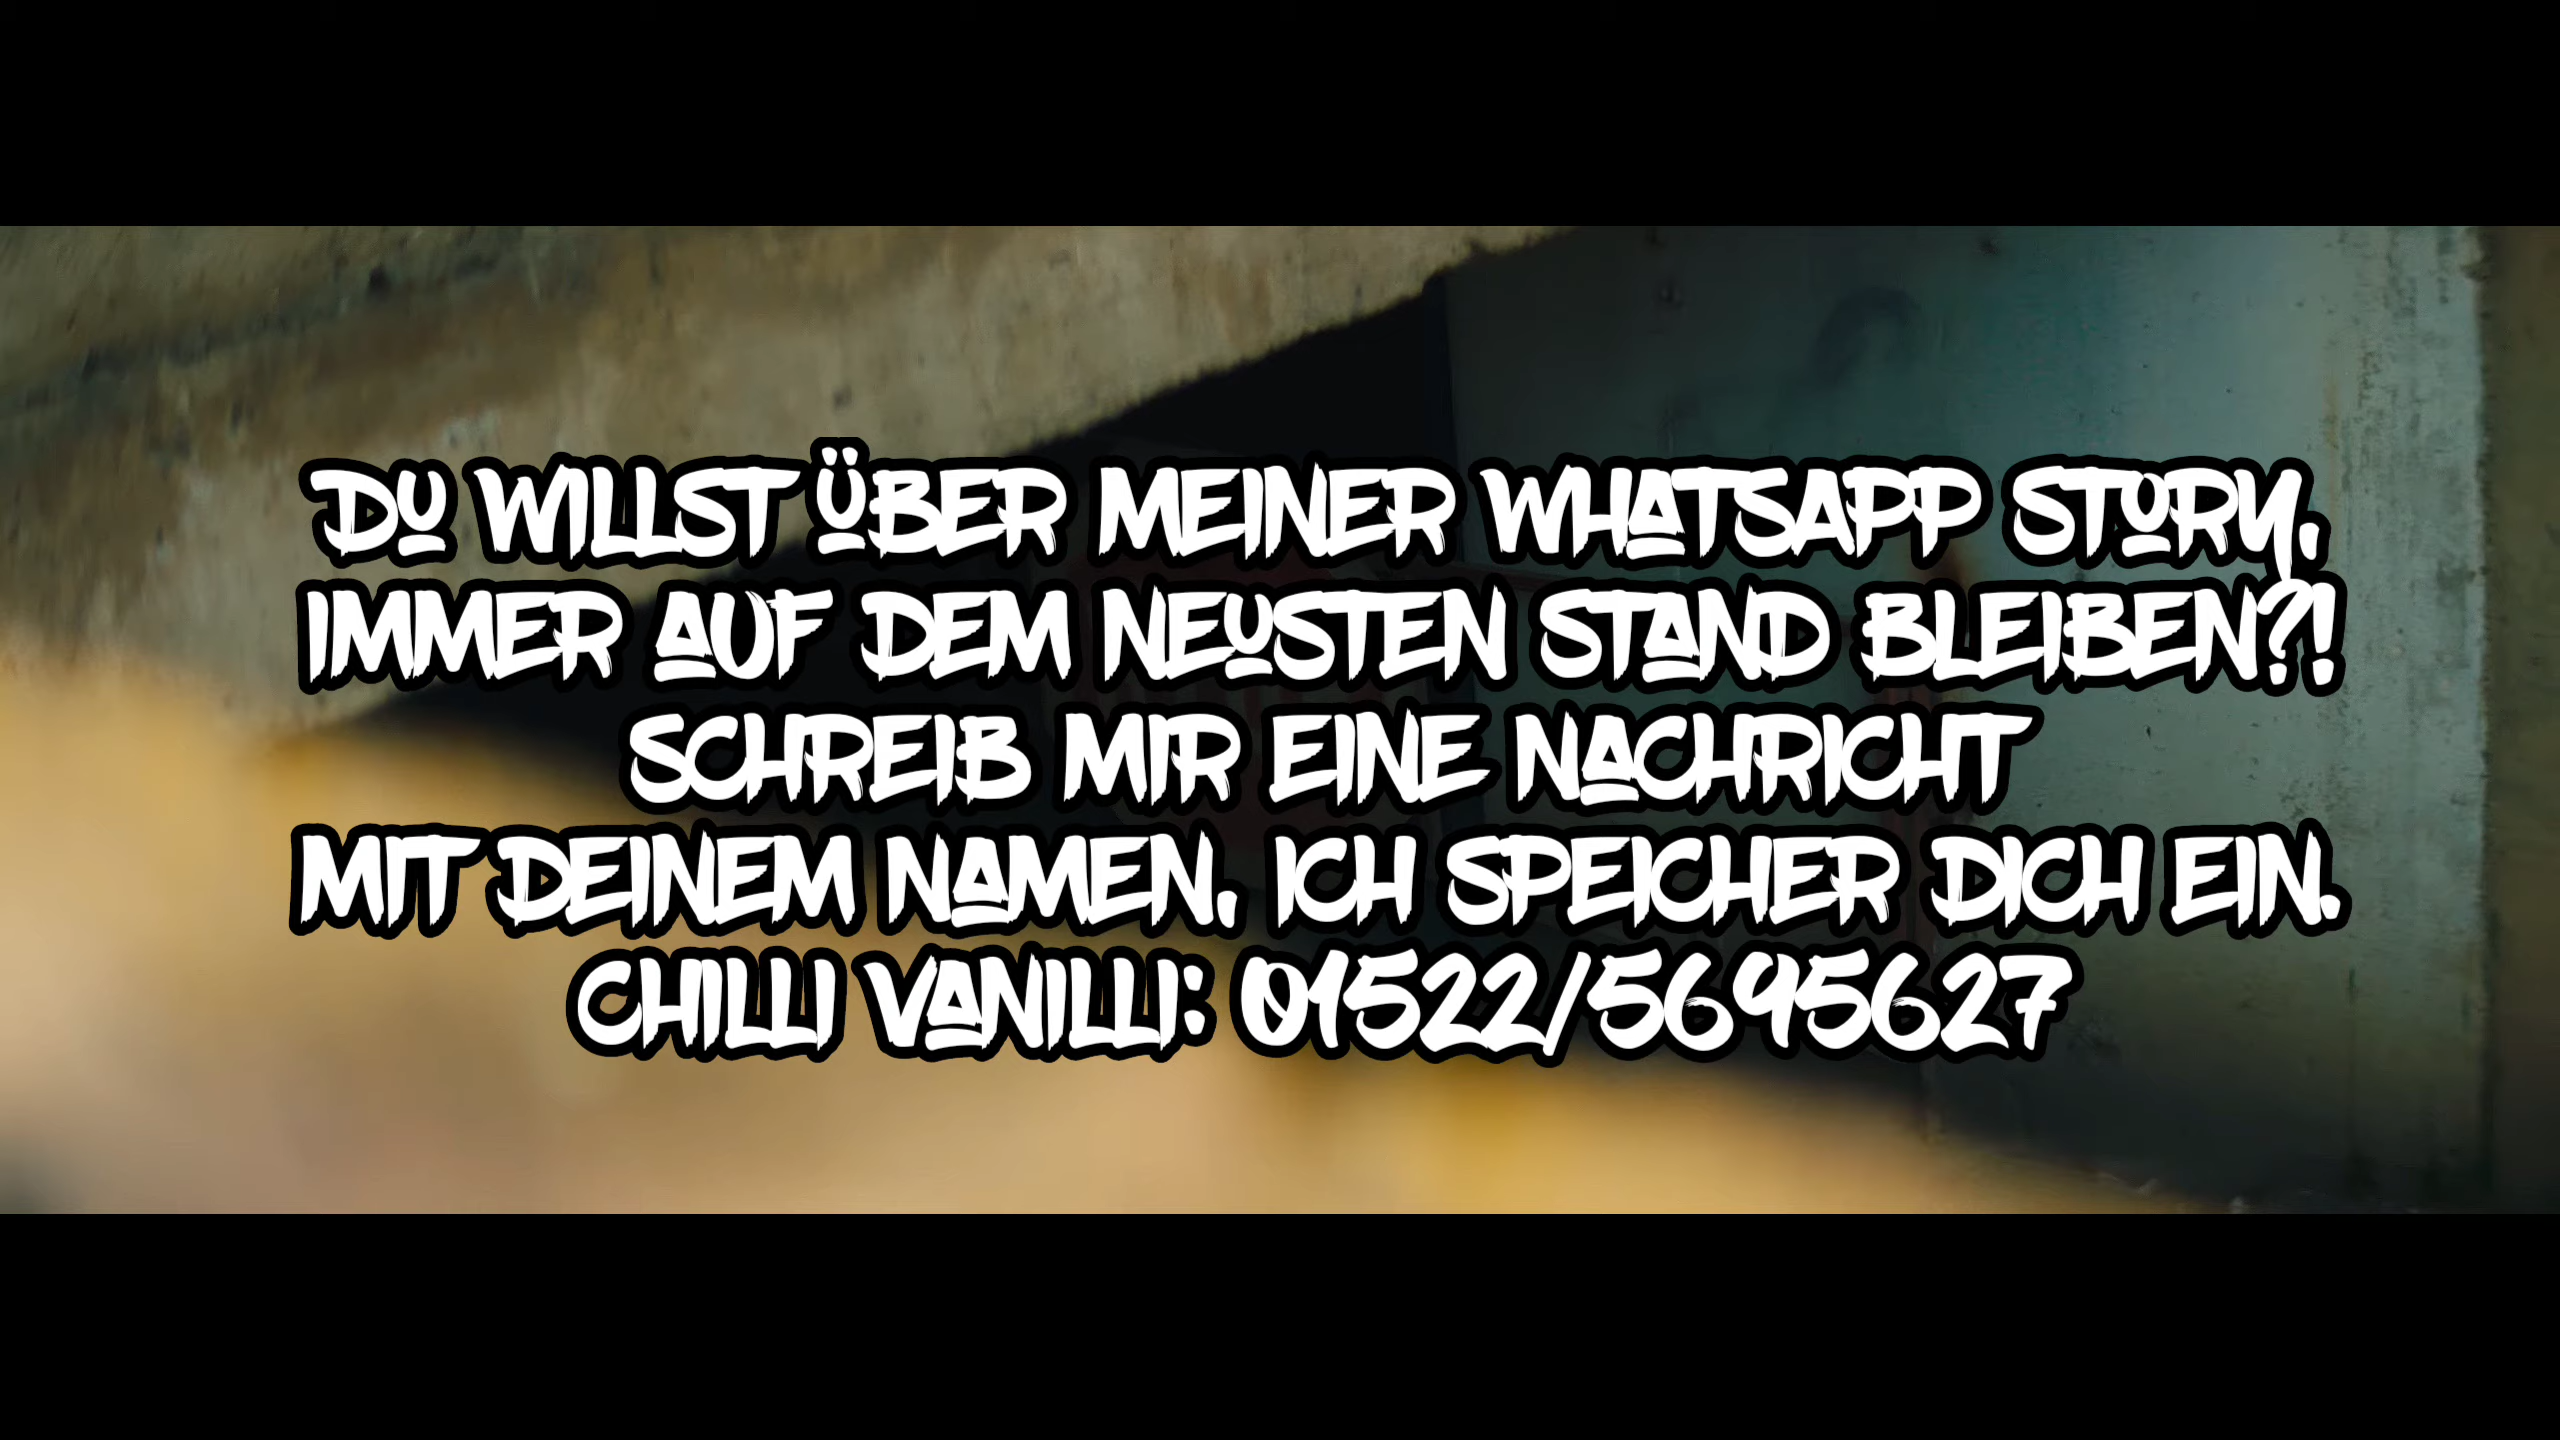 DU WILLST ÜBER MEINER WHATSAPP STORY,
IMMER AUF DEM NEUSTEN STAND BLEIBEN?!
SCHREIB MIR EINE NACHRICHT
MIT DEINEM NAMEN, ICH SPEICHER DICH EIN.
CHILLI VANILLI: 01522/5695627